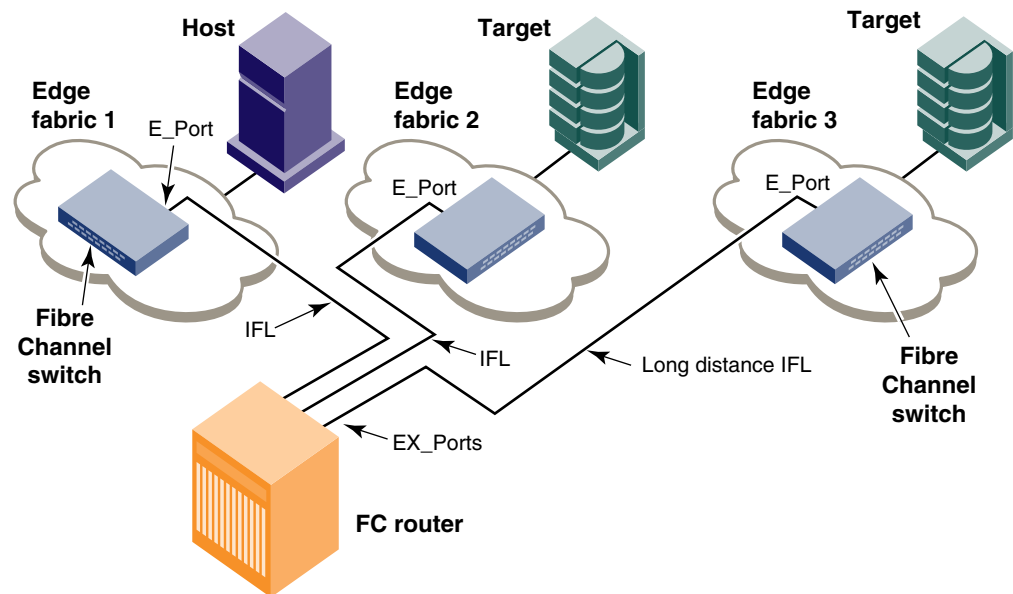 Host
Target
Target
Edge
fabric 1
Edge
fabric 2
Edge
fabric 3
E_Port
E_Port
E_Port
Fibre
Channel
switch
IFL
IFL
Long distance IFL
Fibre
Channel
switch
EX_Ports
FC router